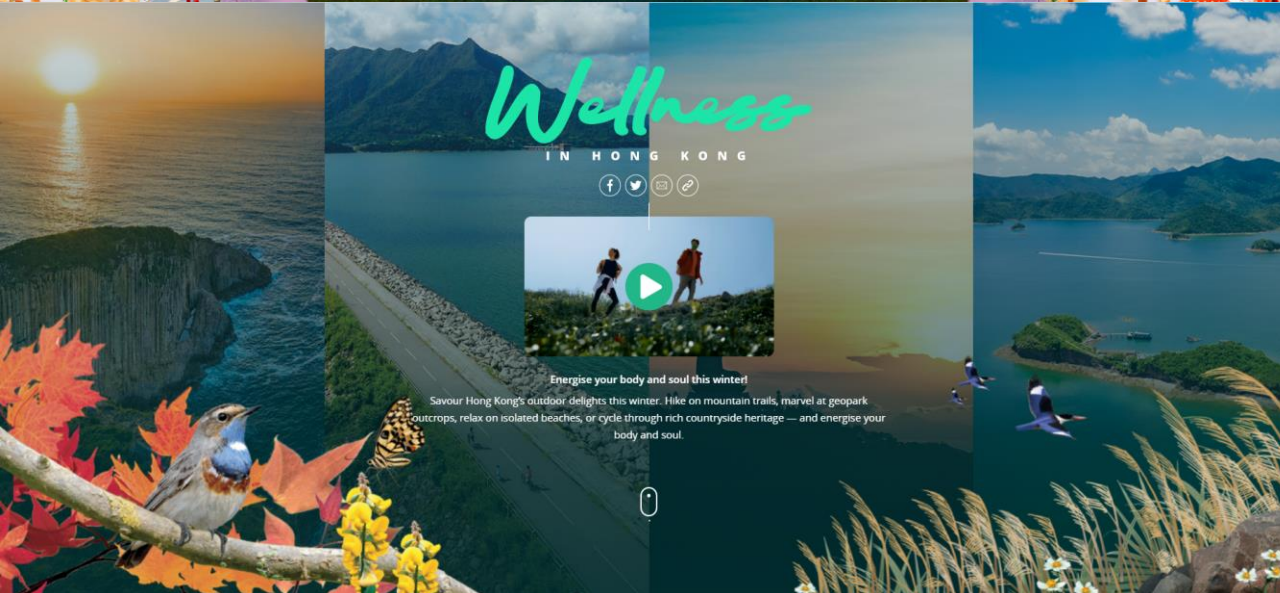 Wellness
IN HONG KONG
Energise your body and soul this winter!
Savour Hong Kong's outdoor delights this winter. Hike on mountain trails, marvel at geopark
outcrops, relax on isolated beaches, or cycle through rich countryside heritage — and energise your
body and soul.